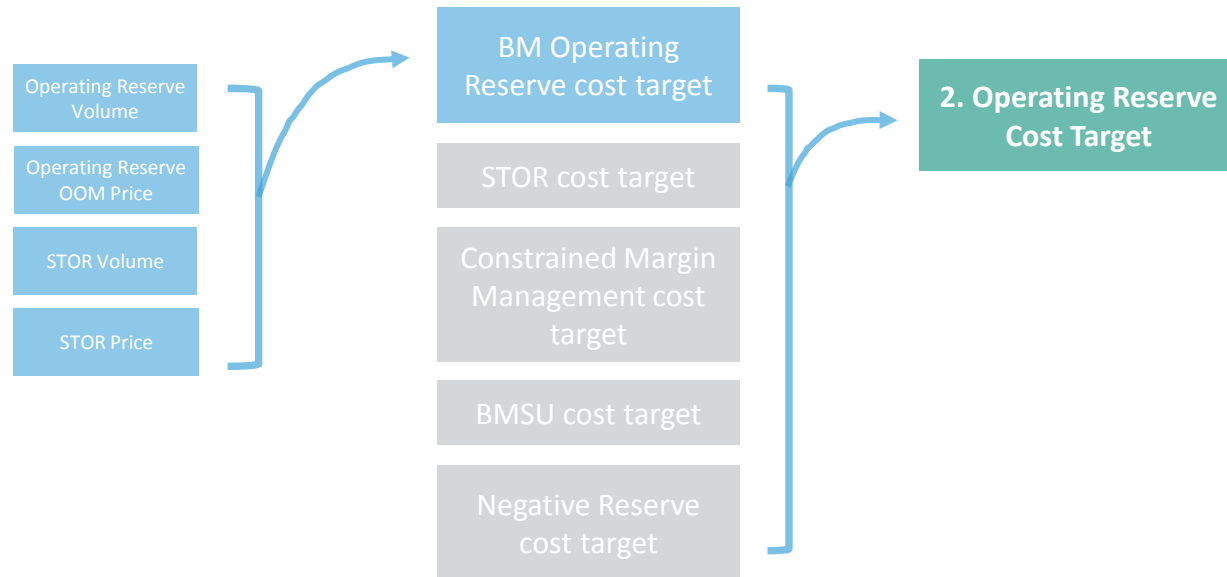 Operating Reserve
Volume
Operating Reserve
OOM Price
STOR Volume
STOR Price
BM Operating
Reserve cost target
STOR cost target
Constrained Margin
Management cost
target
BMSU cost target
Negative Reserve
cost target
2. Operating Reserve
Cost Target